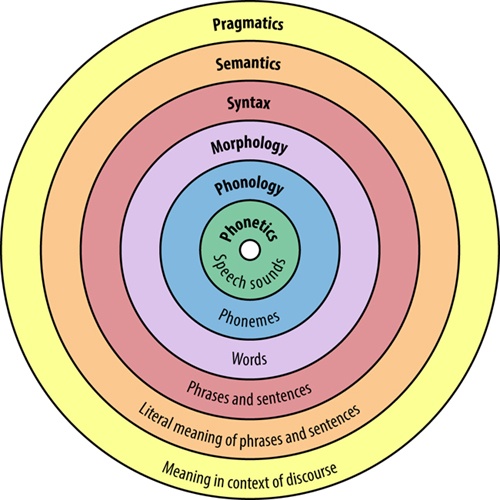 Pragmatics
Semantics
Syntax
Morphology
Phonology
Phonetics
Speech sounds
Phonemes
Words
Phrases and sentences
Literal meaning of phrases and sentences
Meaning in context of discourse